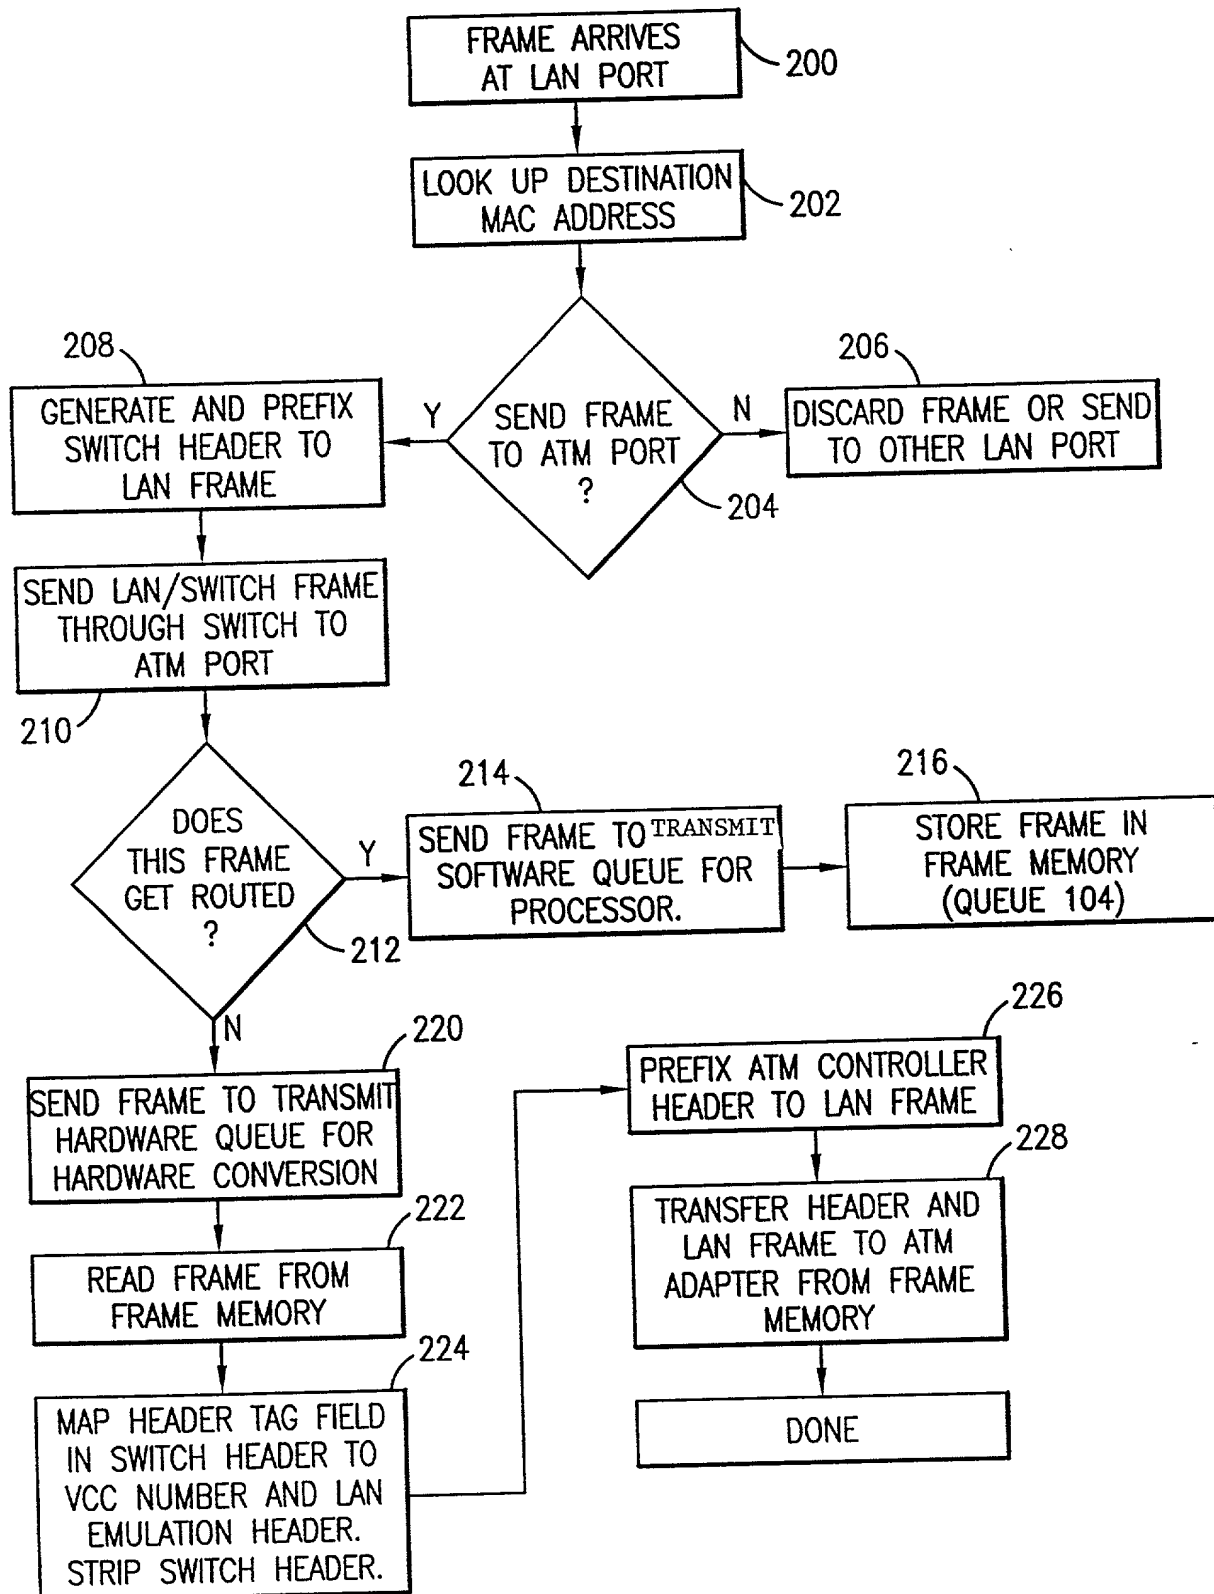 FRAME ARRIVES
AT LAN PORT
200
LOOK UP DESTINATION
MAC ADDRESS
202
208
GENERATE AND PREFIX
SWITCH HEADER TO
LAN FRAME
Y
SEND FRAME
TO ATM PORT
?
204
N
206
DISCARD FRAME OR SEND
TO OTHER LAN PORT
SEND LAN/SWITCH FRAME
THROUGH SWITCH TO
ATM PORT
210
DOES
THIS FRAME
GET ROUTED
?
212
Y
214
SEND FRAME TO TRANSMIT
SOFTWARE QUEUE FOR
PROCESSOR.
216
STORE FRAME IN
FRAME MEMORY
(QUEUE 104)
N
220
SEND FRAME TO TRANSMIT
HARDWARE QUEUE FOR
HARDWARE CONVERSION
222
READ FRAME FROM
FRAME MEMORY
224
MAP HEADER TAG FIELD
IN SWITCH HEADER TO
VCC NUMBER AND LAN
EMULATION HEADER.
STRIP SWITCH HEADER.
226
PREFIX ATM CONTROLLER
HEADER TO LAN FRAME
228
TRANSFER HEADER AND
LAN FRAME TO ATM
ADAPTER FROM FRAME
MEMORY
DONE